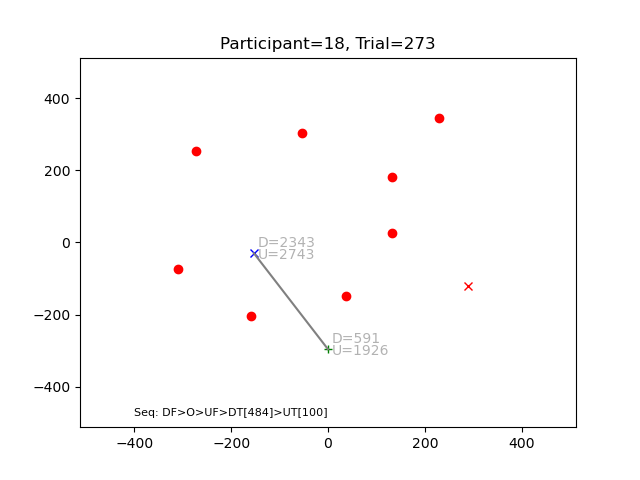 Participant=18, Trial=273
400
200
0
−200
−400
D=2343
U=2743
D=591
U=1926
Seq: DF>O>UF>DT[484]>UT[100]
−400
−200
0
200
400